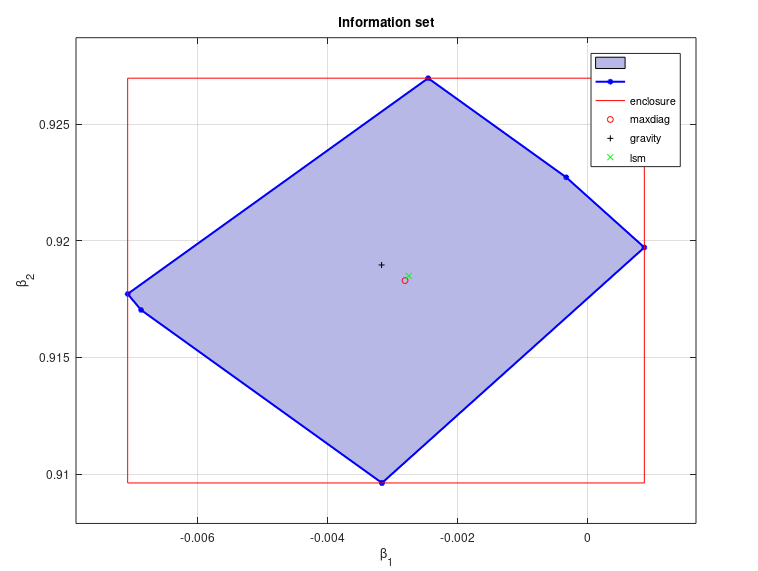 Information set
enclosure
maxdiag
gravity
lsm
0.925
0.92
0.915
0.91
β2
-0.006 -0.004 -0.002 0
β1